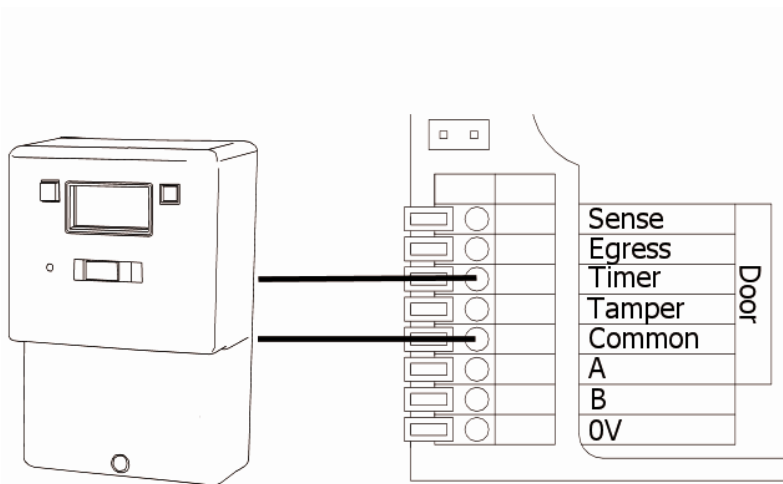 Sense
Egress
Timer
Tamper
Common
A
B
0V
Door